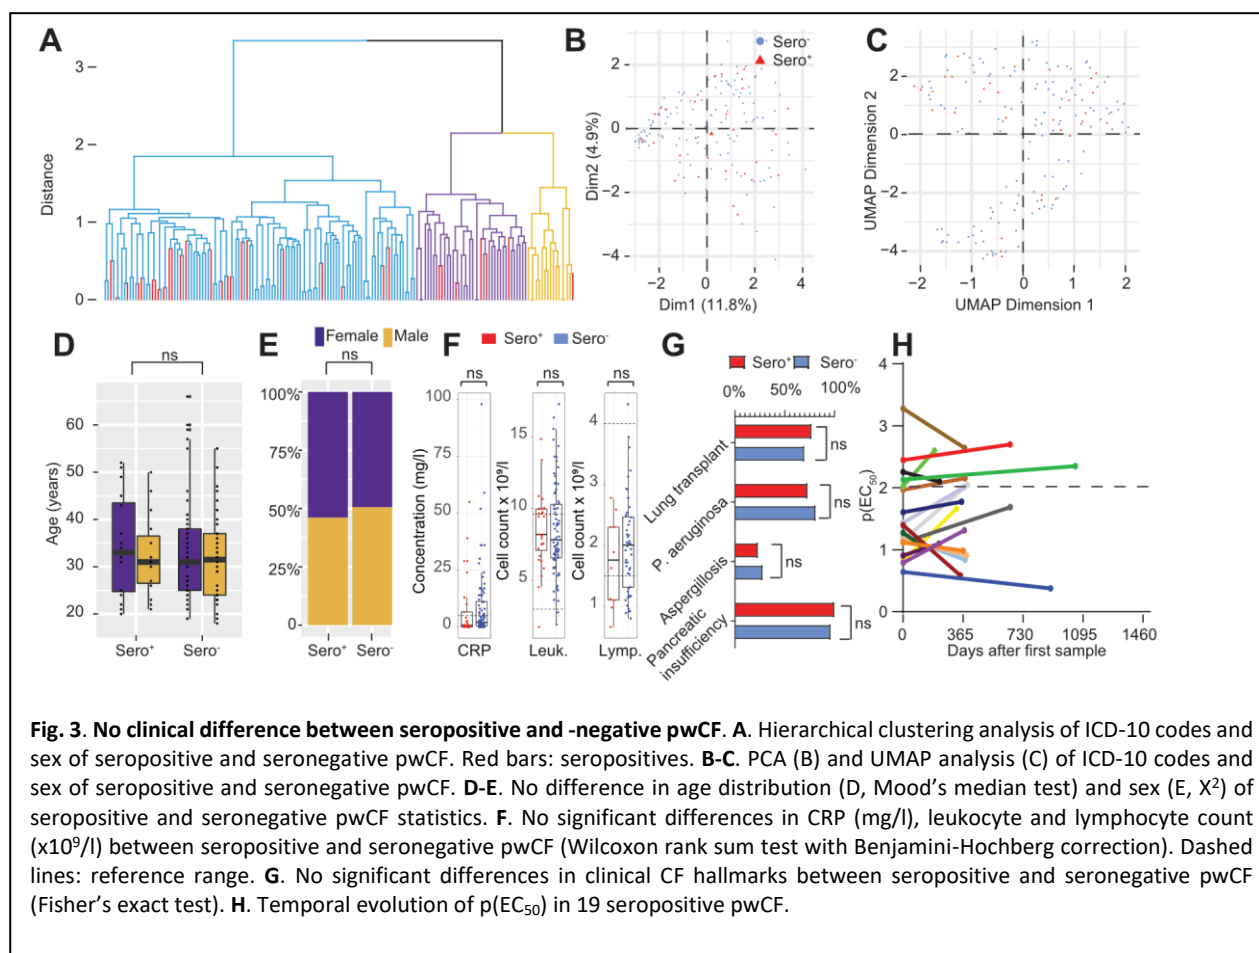 A
3
2
1
0
Distance
B
Sero⁻
Sero⁺
2
0
−2
−4
Dim2 (4.9%)
−2
0
2
4
Dim1 (11.8%)
C
2
0
−2
−4
UMAP Dimension 2
−2
−1
0
1
2
UMAP Dimension 1
D
ns
60
50
40
30
20
Age (years)
Sero⁺
Sero⁻
E
Female
Male
ns
100%
75%
50%
25%
0
Sero⁺
Sero⁻
F
Sero⁺
Sero⁻
ns
100
75
50
25
0
Concentration (mg/l)
CRP
ns
15
10
5
Cell count x 10⁹/l
Leuk.
ns
4
3
2
1
Cell count x 10⁹/l
Lymp.
G
Sero⁺
Sero⁻
0%
50%
100%
Lung transplant
ns
P. aeruginosa
ns
Aspergillosis
ns
Pancreatic
insufficiency
ns
H
4
3
2
1
0
p(EC₅₀)
0
365
730
1095
1460
Days after first sample
Fig. 3. No clinical difference between seropositive and -negative pwCF. A. Hierarchical clustering analysis of ICD-10 codes and
sex of seropositive and seronegative pwCF. Red bars: seropositives. B-C. PCA (B) and UMAP analysis (C) of ICD-10 codes and
sex of seropositive and seronegative pwCF. D-E. No difference in age distribution (D, Mood’s median test) and sex (E, X²) of
seropositive and seronegative pwCF statistics. F. No significant differences in CRP (mg/l), leukocyte and lymphocyte count
(x10⁹/l) between seropositive and seronegative pwCF (Wilcoxon rank sum test with Benjamini-Hochberg correction). Dashed
lines: reference range. G. No significant differences in clinical CF hallmarks between seropositive and seronegative pwCF
(Fisher’s exact test). H. Temporal evolution of p(EC₅₀) in 19 seropositive pwCF.